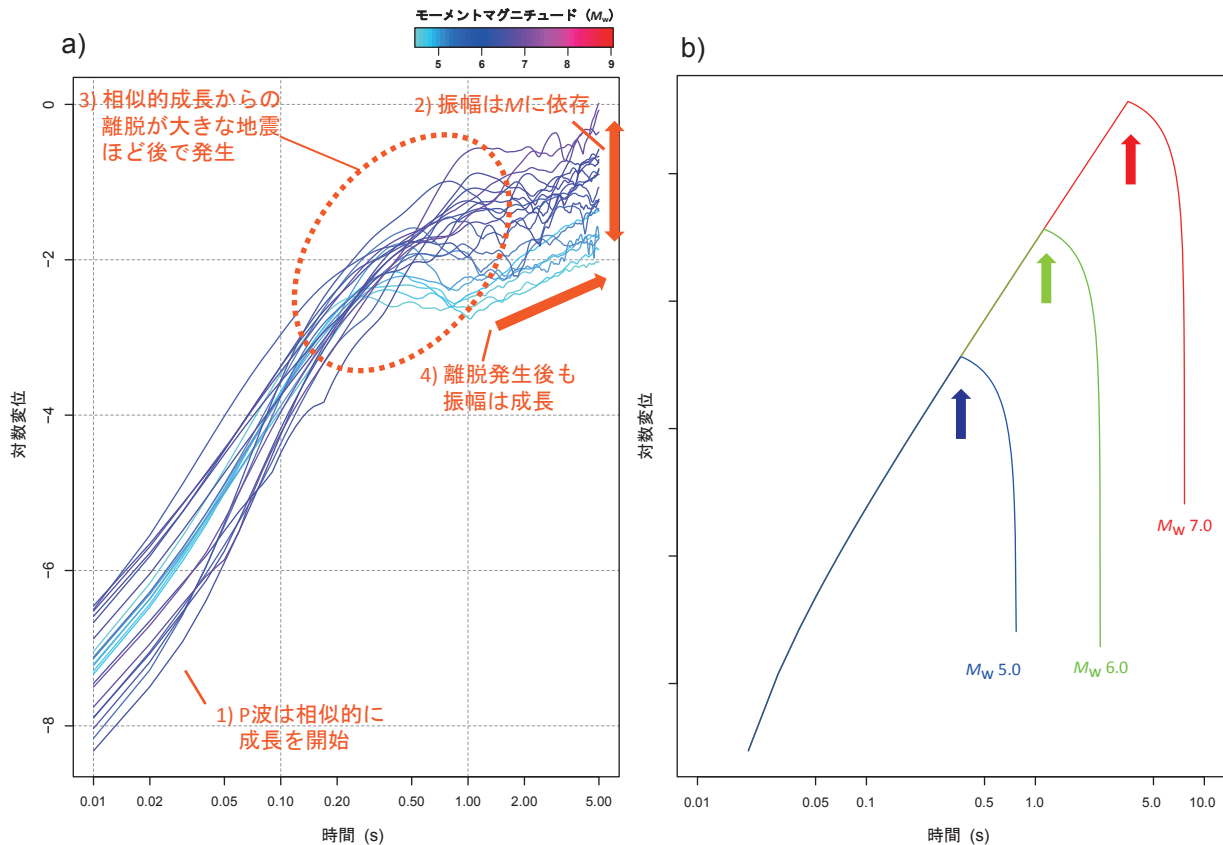 モーメントマグニチュード（Mw）
5 6 7 8 9
a)
b)
3) 相似的成長からの
離脱が大きな地震
ほど後で発生
2) 振幅はMに依存
4) 離脱発生後も
振幅は成長
1) P波は相似的に
成長を開始
対数変位
0
-2
-4
-6
-8
0.01 0.02 0.05 0.10 0.20 0.50 1.00 2.00 5.00
時間 (s)
対数変位
MW 7.0
MW 5.0
MW 6.0
0.01 0.05 0.1 0.5 1.0 5.0 10.0
時間 (s)